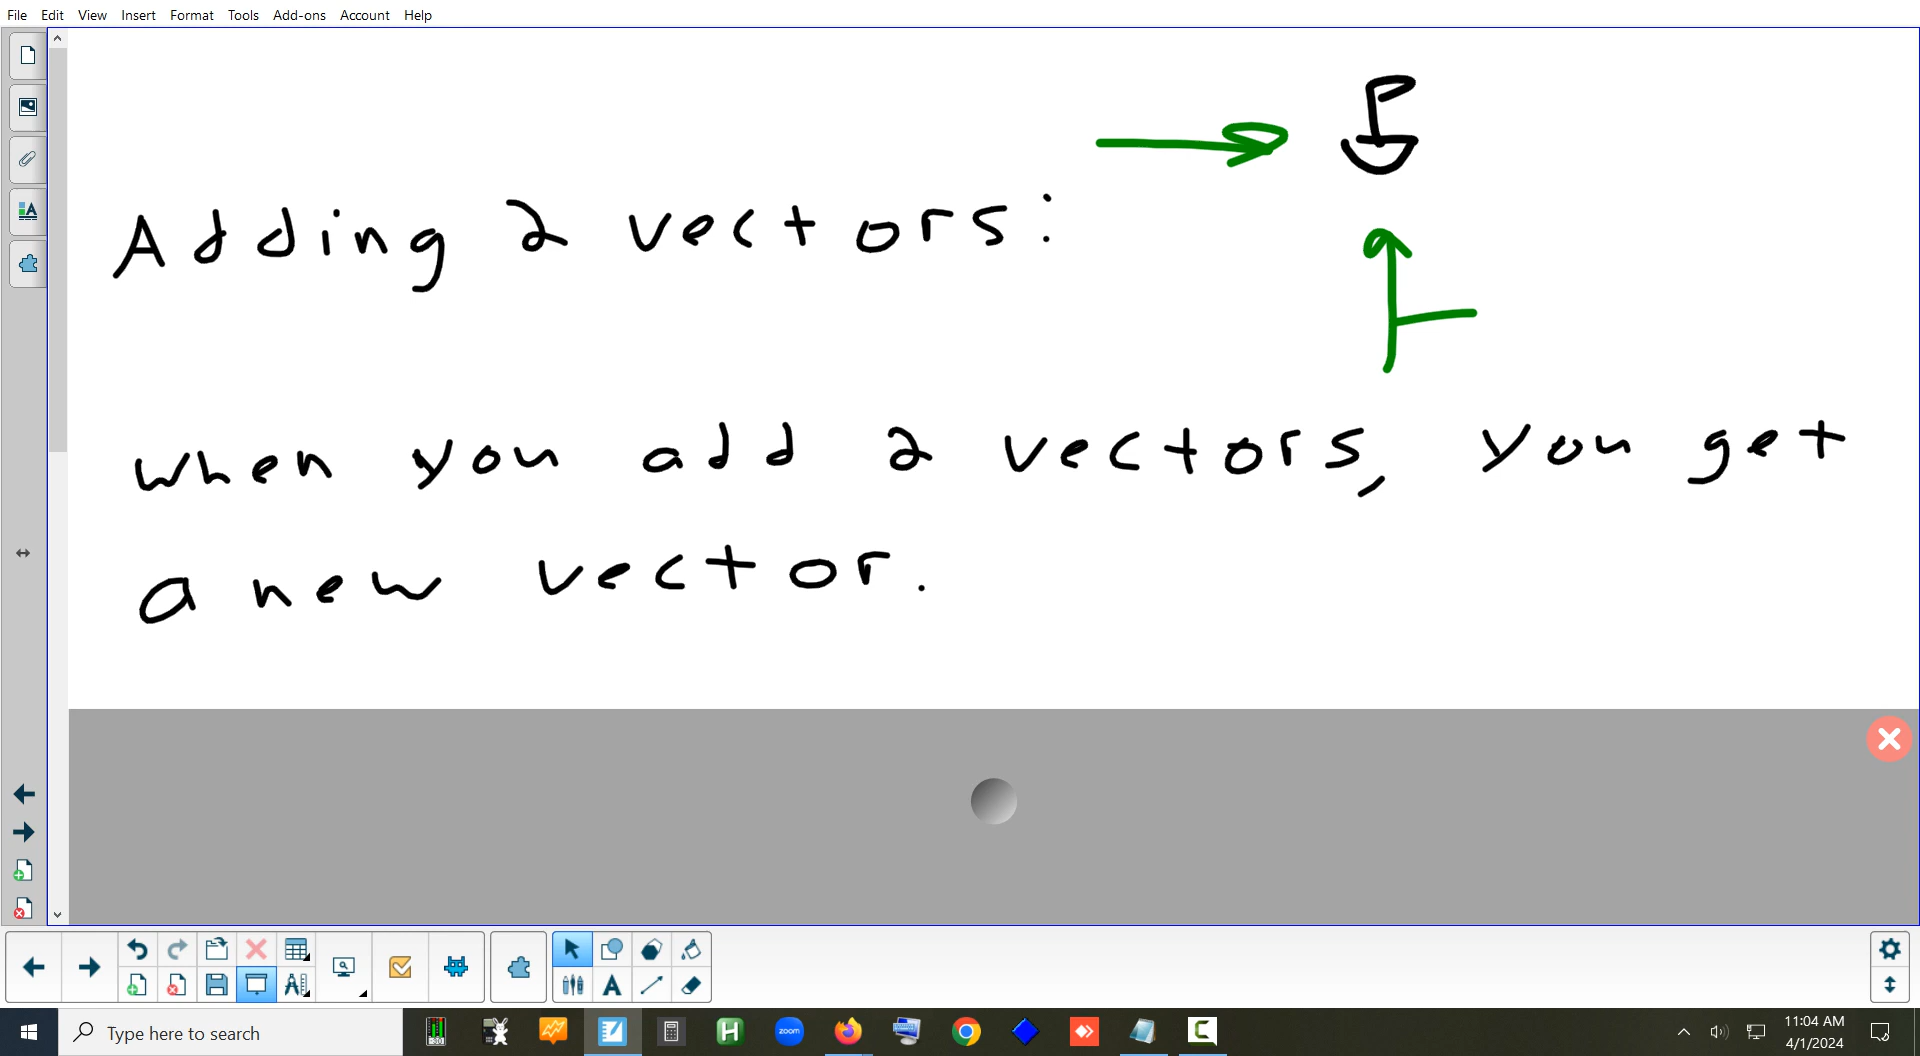 File Edit View Insert Format Tools Add-ons Account Help
Adding 2 vectors:
when you add 2 vectors, you get
a new vector.
Type here to search
zoom
11:04 AM
4/1/2024